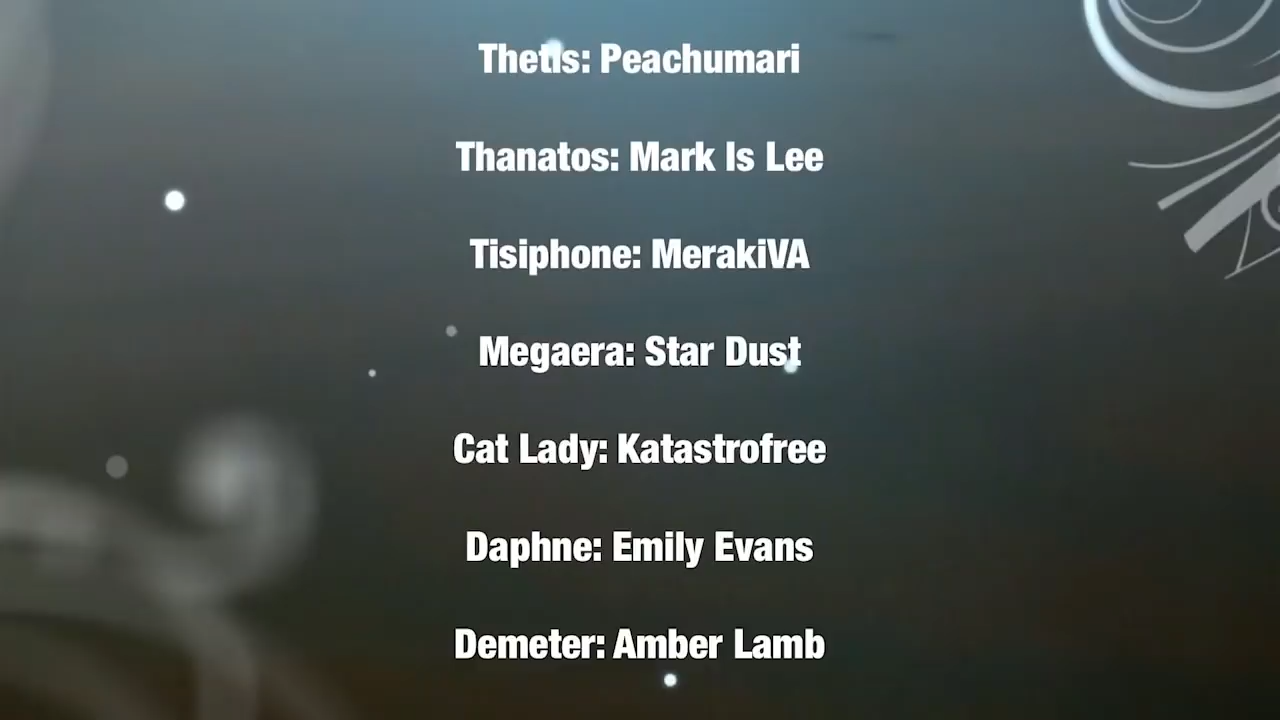 Thetis: Peachumari
Thanatos: Mark Is Lee
Tisiphone: MerakiVA
Megaera: Star Dust
Cat Lady: Katastrofree
Daphne: Emily Evans
Demeter: Amber Lamb